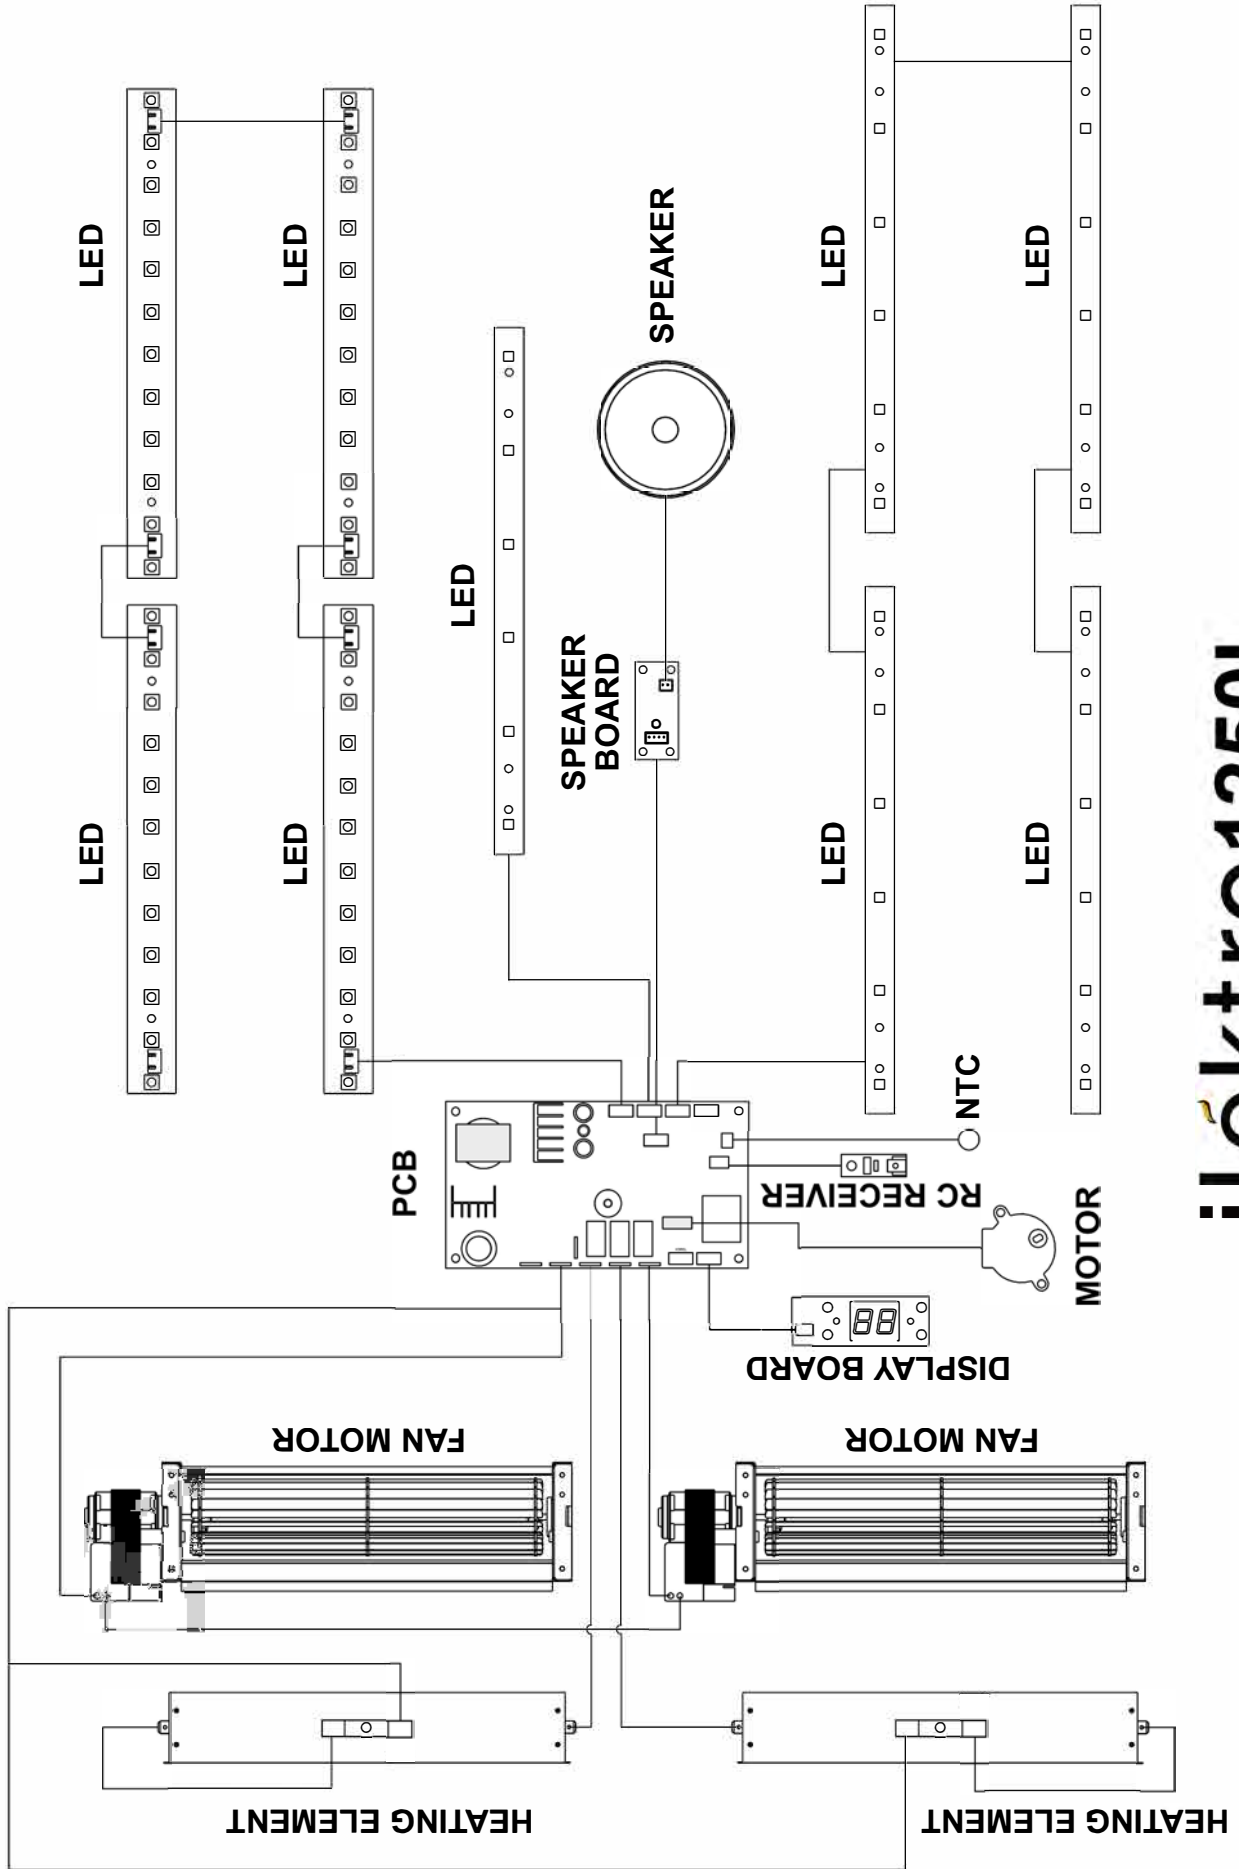 LED
LED
SPEAKER
LED
LED
LED
SPEAKER
BOARD
LED
LED
LED
LED
PCB
NTC
RC RECEIVER
MOTOR
88
DISPLAY BOARD
FAN MOTOR
FAN MOTOR
HEATING ELEMENT
HEATING ELEMENT